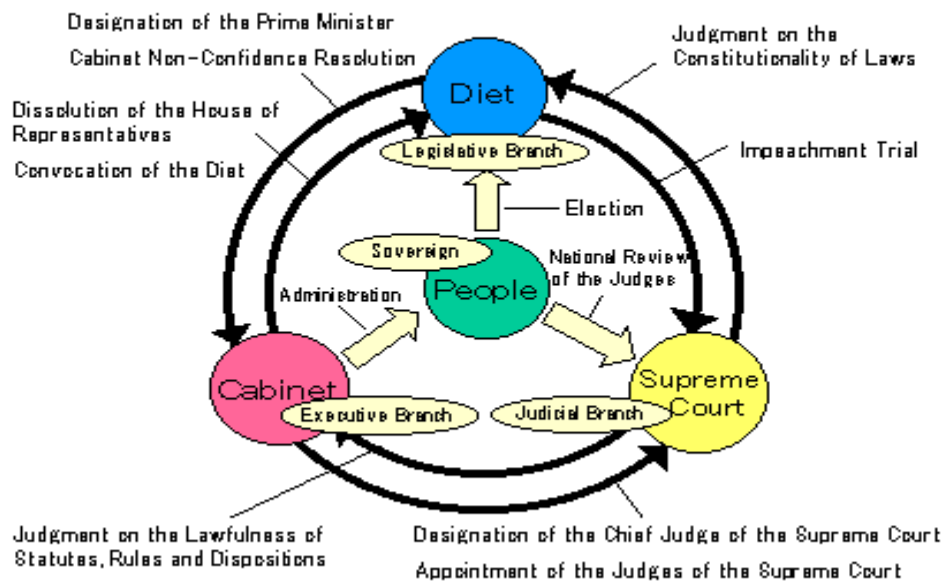 Designation of the Prime Minister
Cabinet Non-Confidence Resolution
Judgment on the
Constitutionality of Laws
Diet
Dissolution of the House of
Representatives
Legislative Branch
Impeachment Trial
Convocation of the Diet
Election
Sovereign
National Review
of the Judges
People
Administration
Cabinet
Supreme
Court
Executive Branch
Judicial Branch
Judgment on the Lawfulness of
Statutes, Rules and Dispositions
Designation of the Chief Judge of the Supreme Court
Appointment of the Judges of the Supreme Court